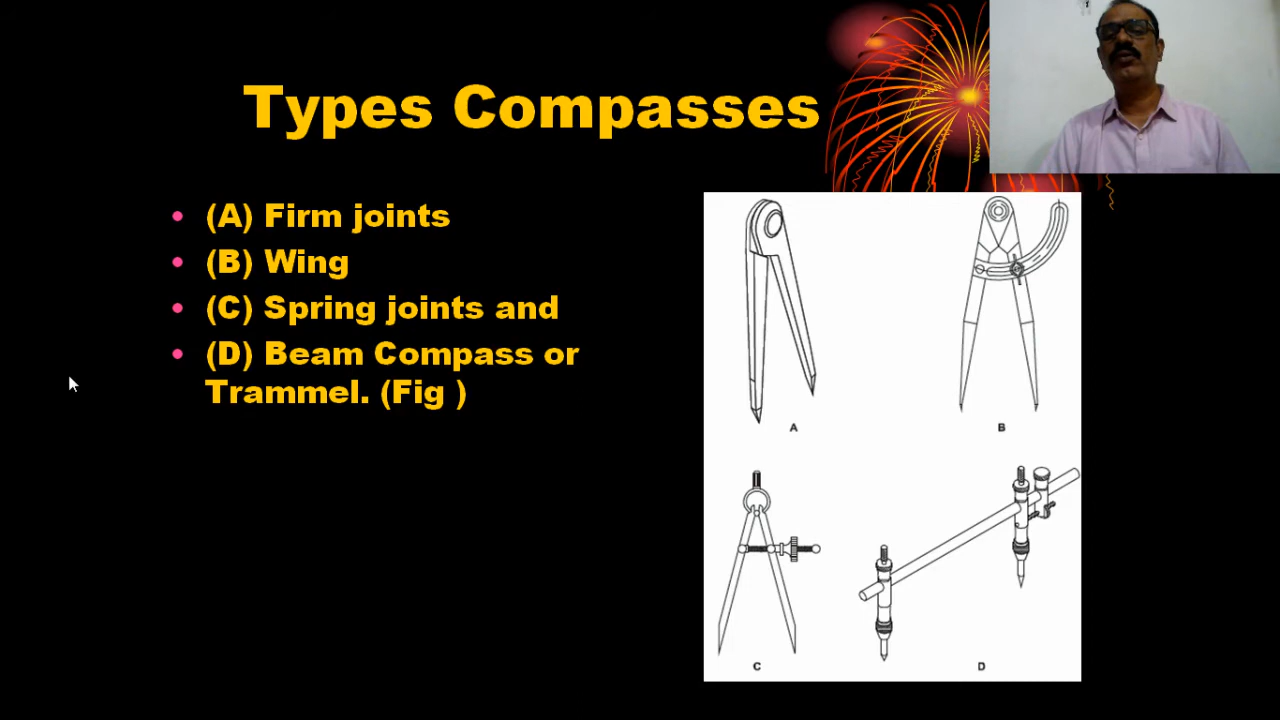 Types Compasses
(A) Firm joints
(B) Wing
(C) Spring joints and
(D) Beam Compass or
Trammel. (Fig )
A
B
C
D